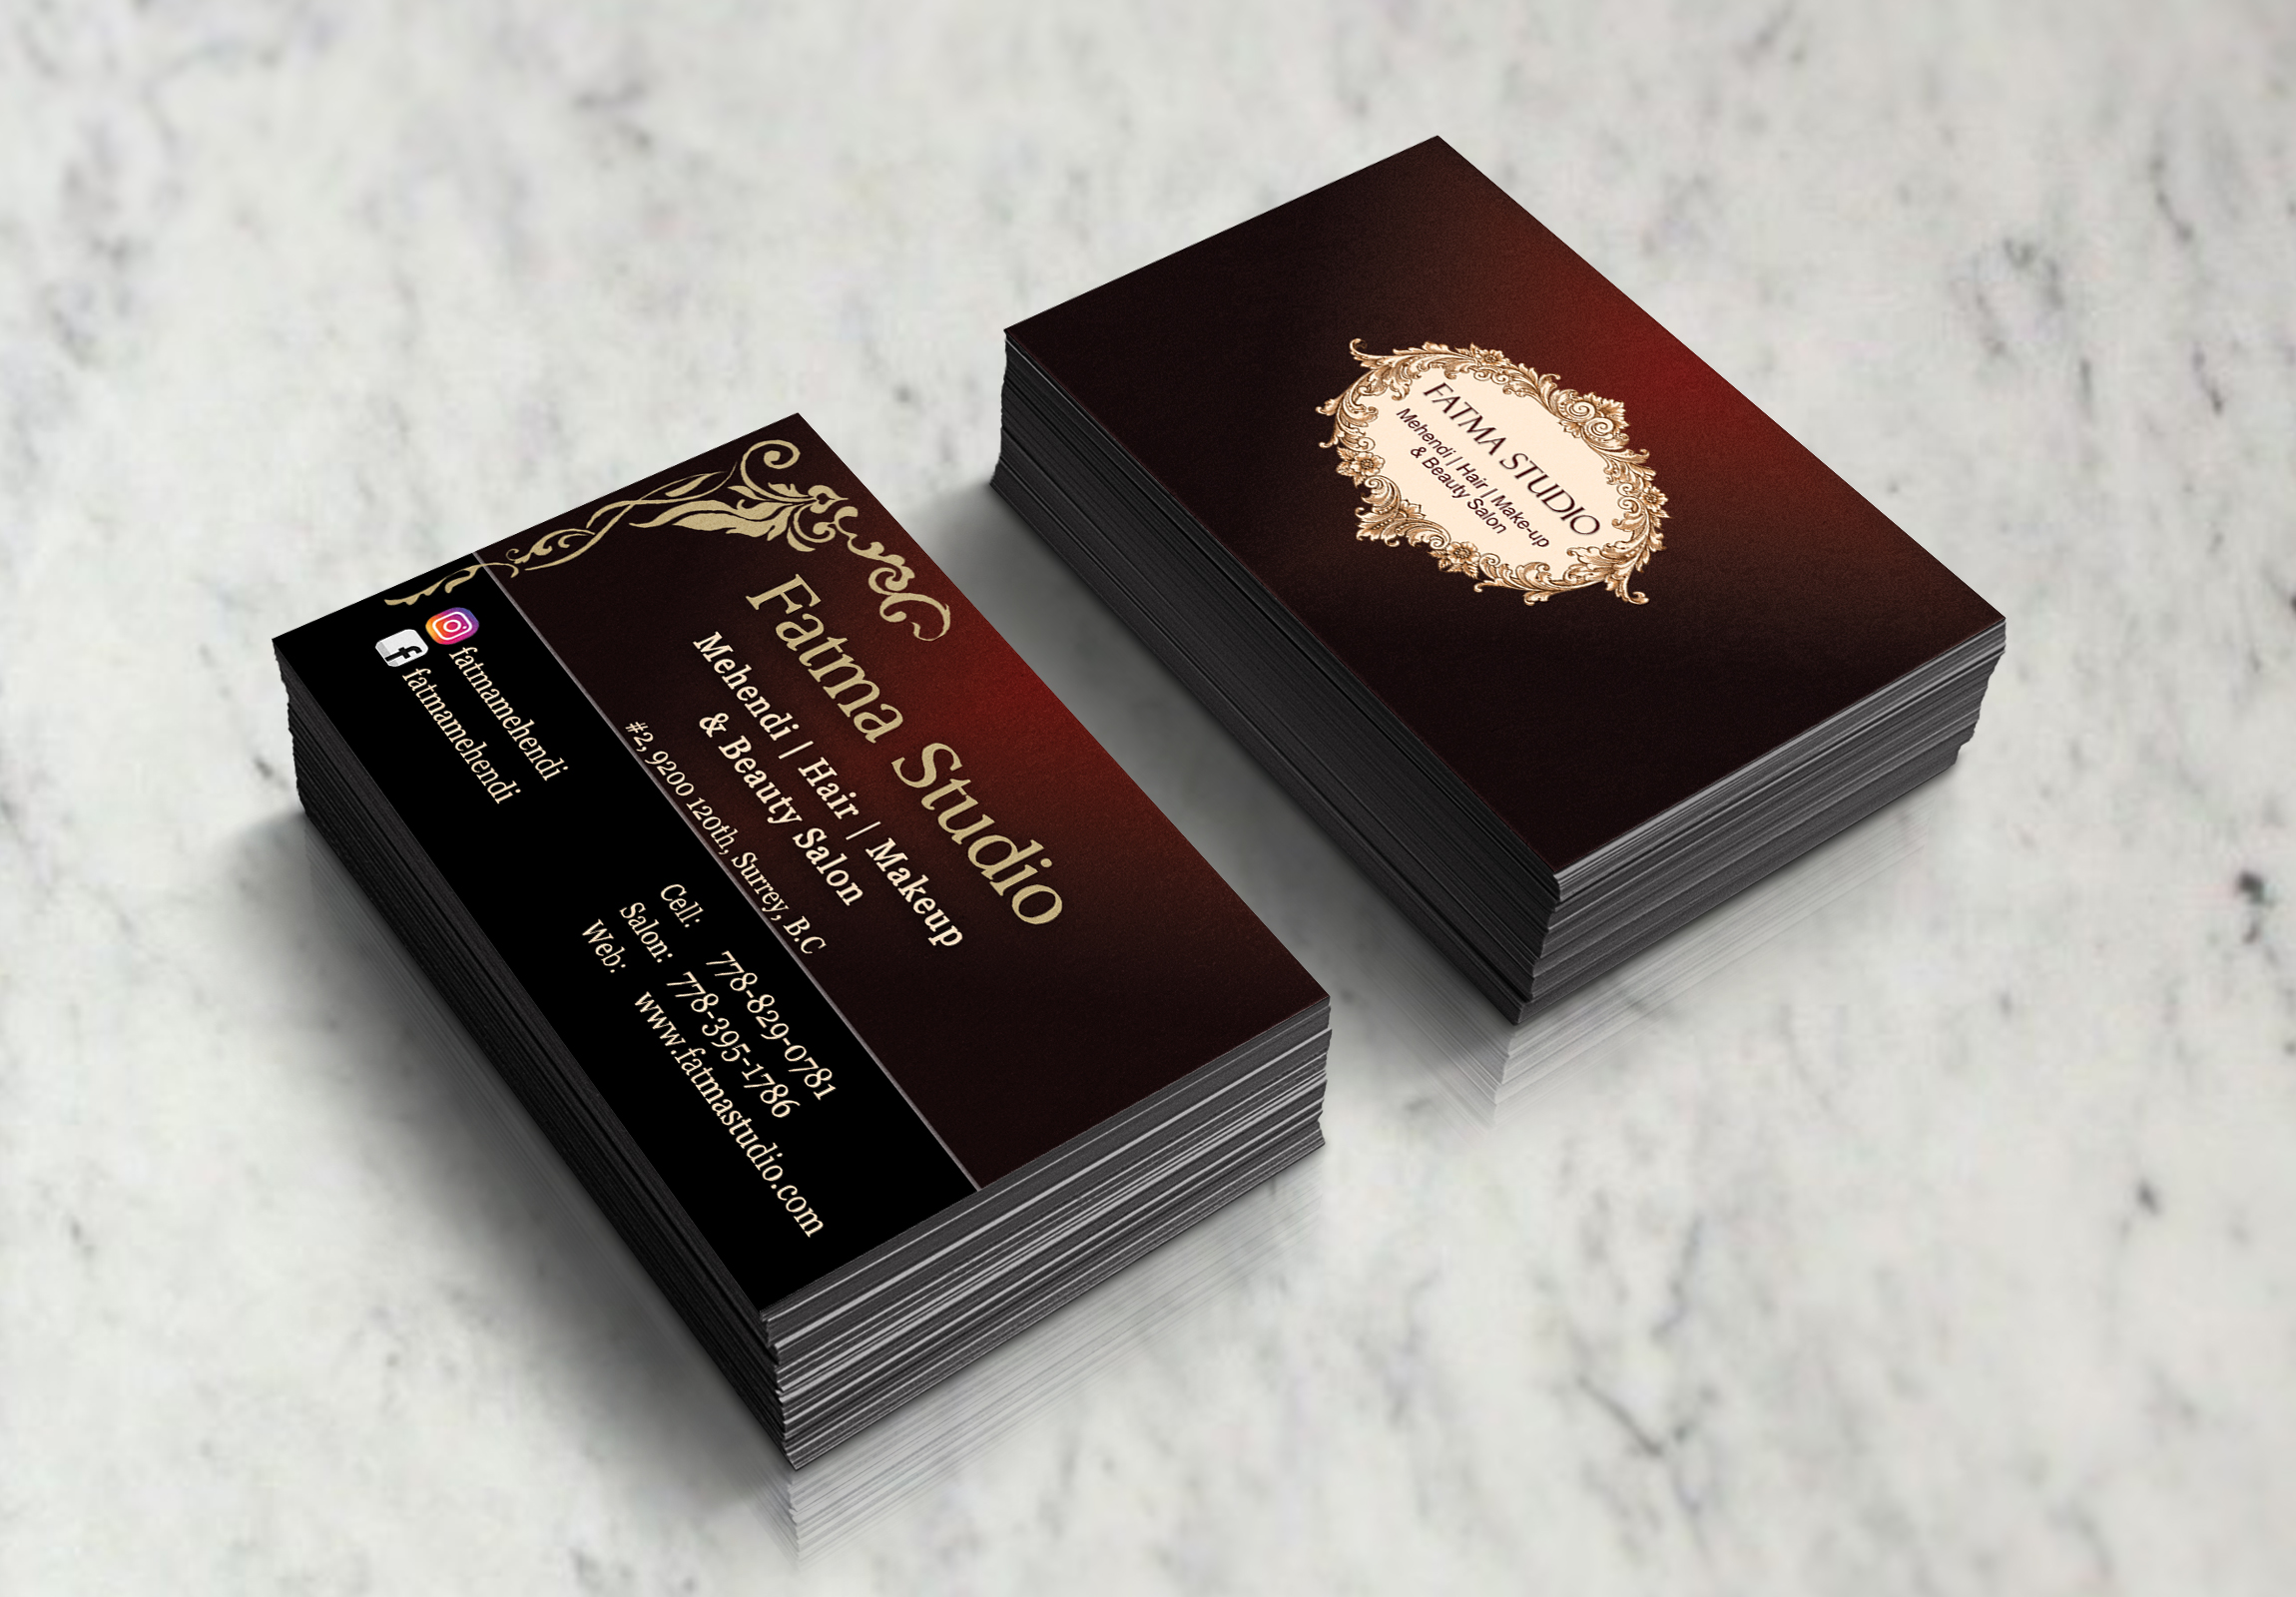 Fatma Studio
Mehendi | Hair | Makeup
& Beauty Salon
#2, 9200 120th, Surrey, B.C
fatmamehendi
fatmamehendi
Cell: 778-829-0781
Salon: 778-395-1786
Web: www.fatmastudio.com
FATMA STUDIO
Mehendi | Hair | Make-up
& Beauty Salon